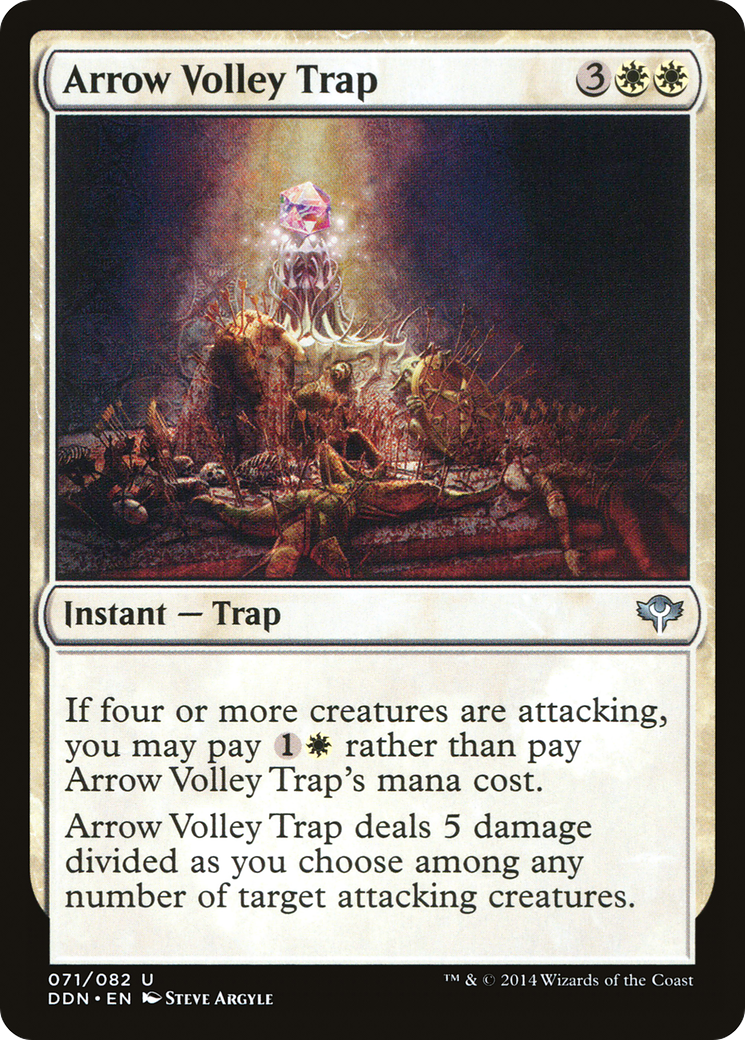 Arrow Volley Trap 3
Instant — Trap
If four or more creatures are attacking,
you may pay 1 rather than pay
Arrow Volley Trap's mana cost.
Arrow Volley Trap deals 5 damage
divided as you choose among any
number of target attacking creatures.
071/082 U
DDN • EN Steve Argyle
™ & © 2014 Wizards of the Coast